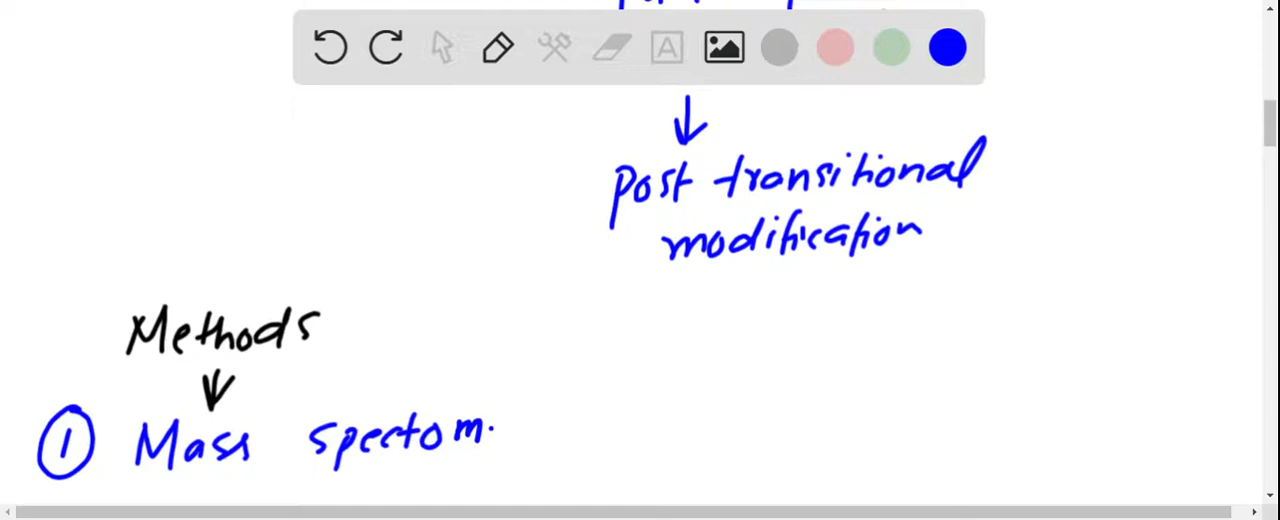 A
Post transitional
modification
Methods
1 Mass spectom.